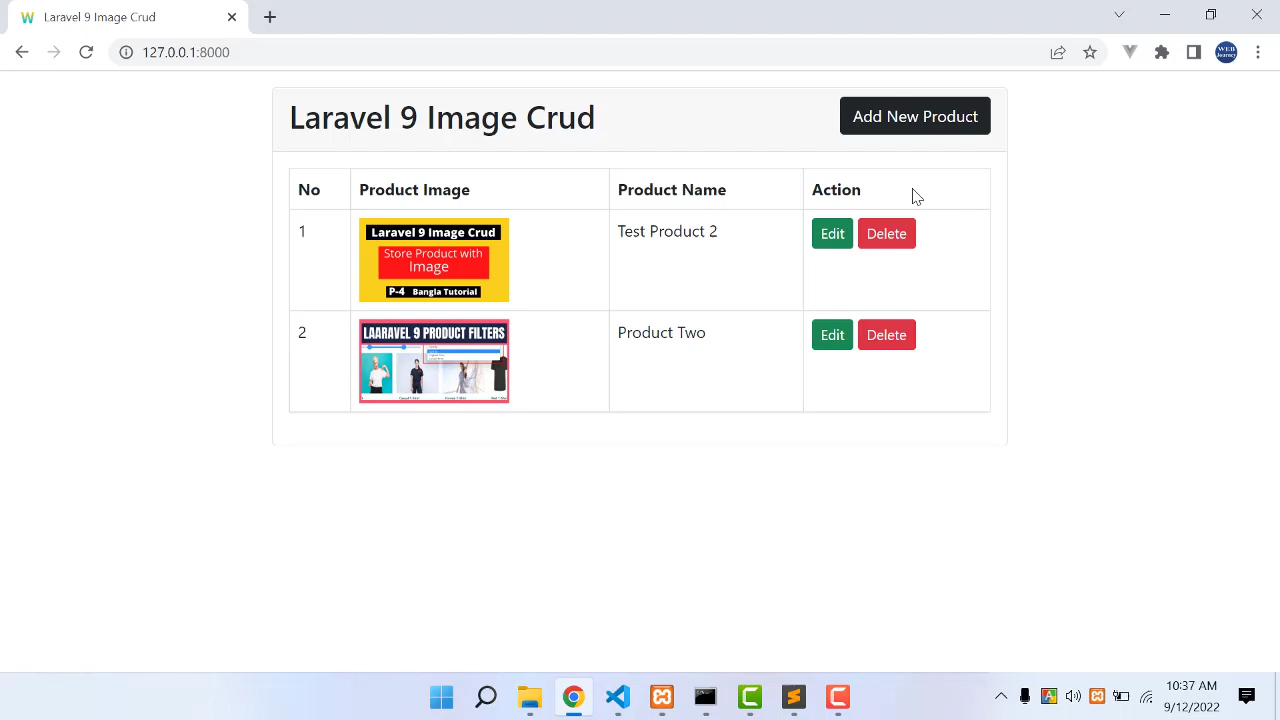 Laravel 9 Image Crud
127.0.0.1:8000
WEB
Journey
Laravel 9 Image Crud
Add New Product
No
Product Image
Product Name
Action
1
Laravel 9 Image Crud
Store Product with
Image
P-4 Bangla Tutorial
Test Product 2
Edit
Delete
2
LAARAVEL 9 PRODUCT FILTERS
Product Two
Edit
Delete
10:37 AM
9/12/2022